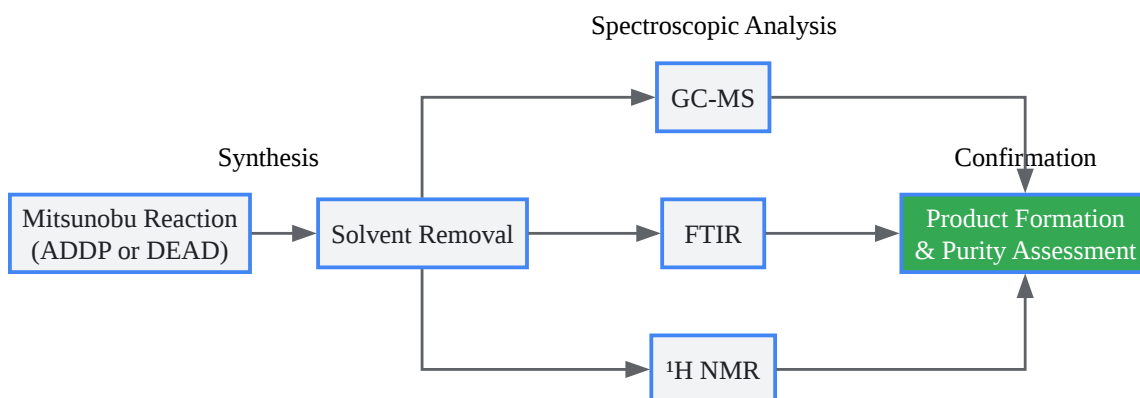 Spectroscopic Analysis
GC-MS
Synthesis
Confirmation
Mitsunobu Reaction
(ADDP or DEAD)
Solvent Removal
FTIR
Product Formation
& Purity Assessment
¹H NMR